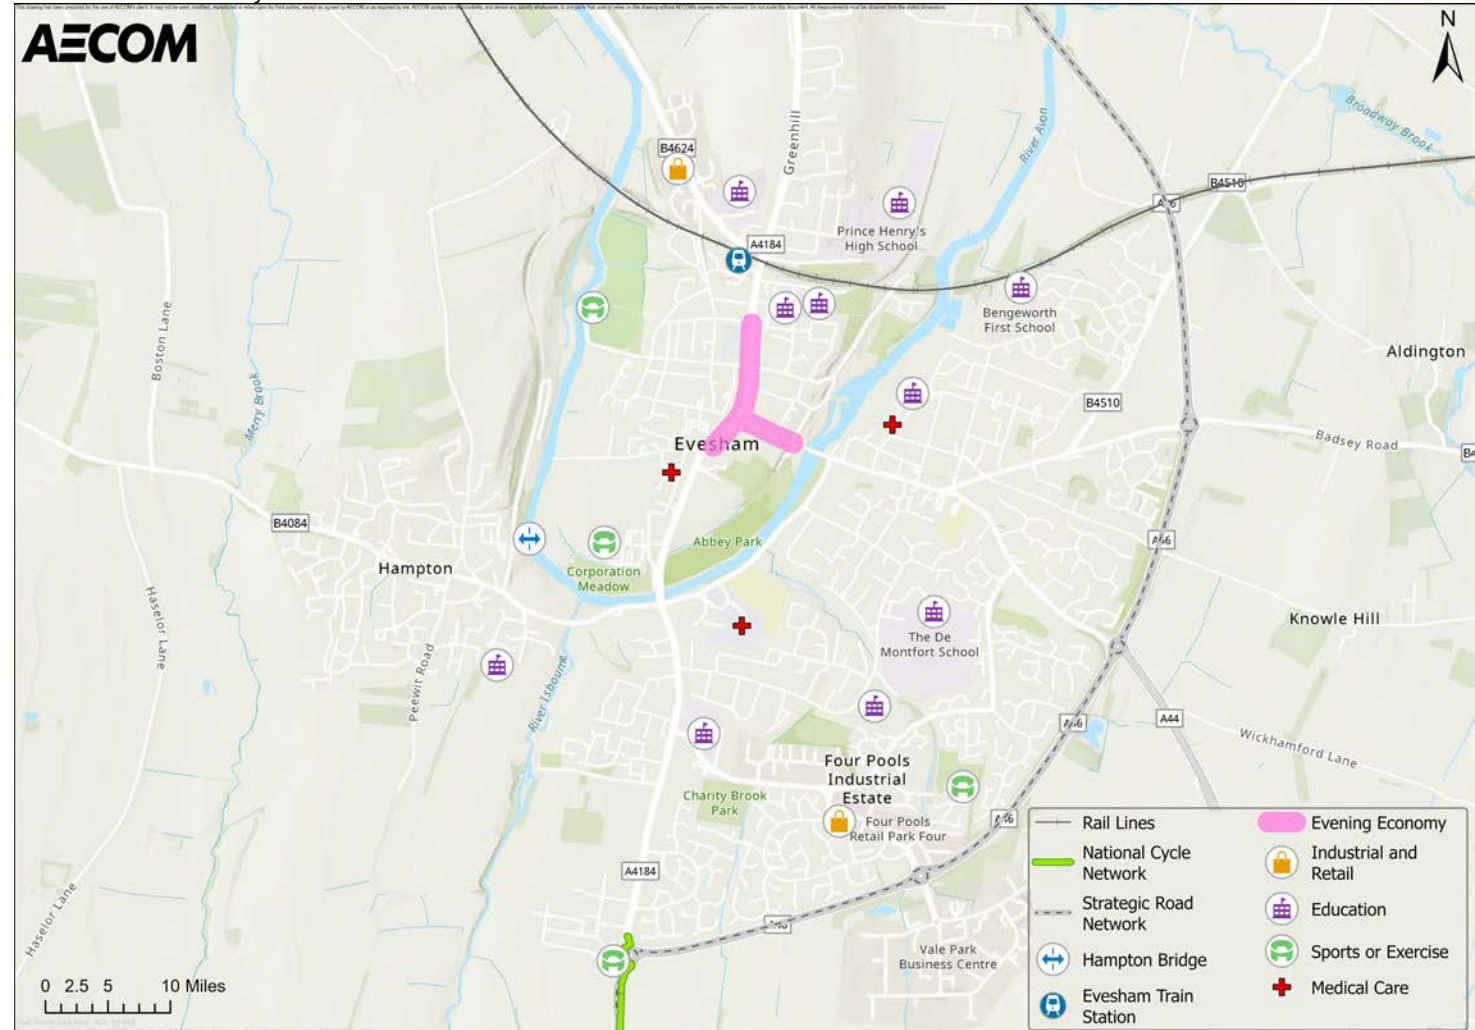 AECOM
N
Broadway Brook
River Avon
Greenhill
B4624
B4510
A46
Prince Henry's
High School
A4184
Bengeworth
First School
Boston Lane
Aldington
Merry Brook
B4510
Badsey Road
Evesham
B4084
A46
Abbey Park
Hampton
Corporation
Meadow
Haselor Lane
Knowle Hill
The De
Montfort School
Peewit Road
River Isbourne
A46
A44
Wickhamford Lane
Four Pools
Industrial
Estate
Charity Brook
Park
Four Pools
Retail Park Four
A46
A4184
Haselor Lane
A46
Vale Park
Business Centre
0 2.5 5 10 Miles
Rail Lines
National Cycle
Network
Strategic Road
Network
Hampton Bridge
Evesham Train
Station
Evening Economy
Industrial and
Retail
Education
Sports or Exercise
Medical Care